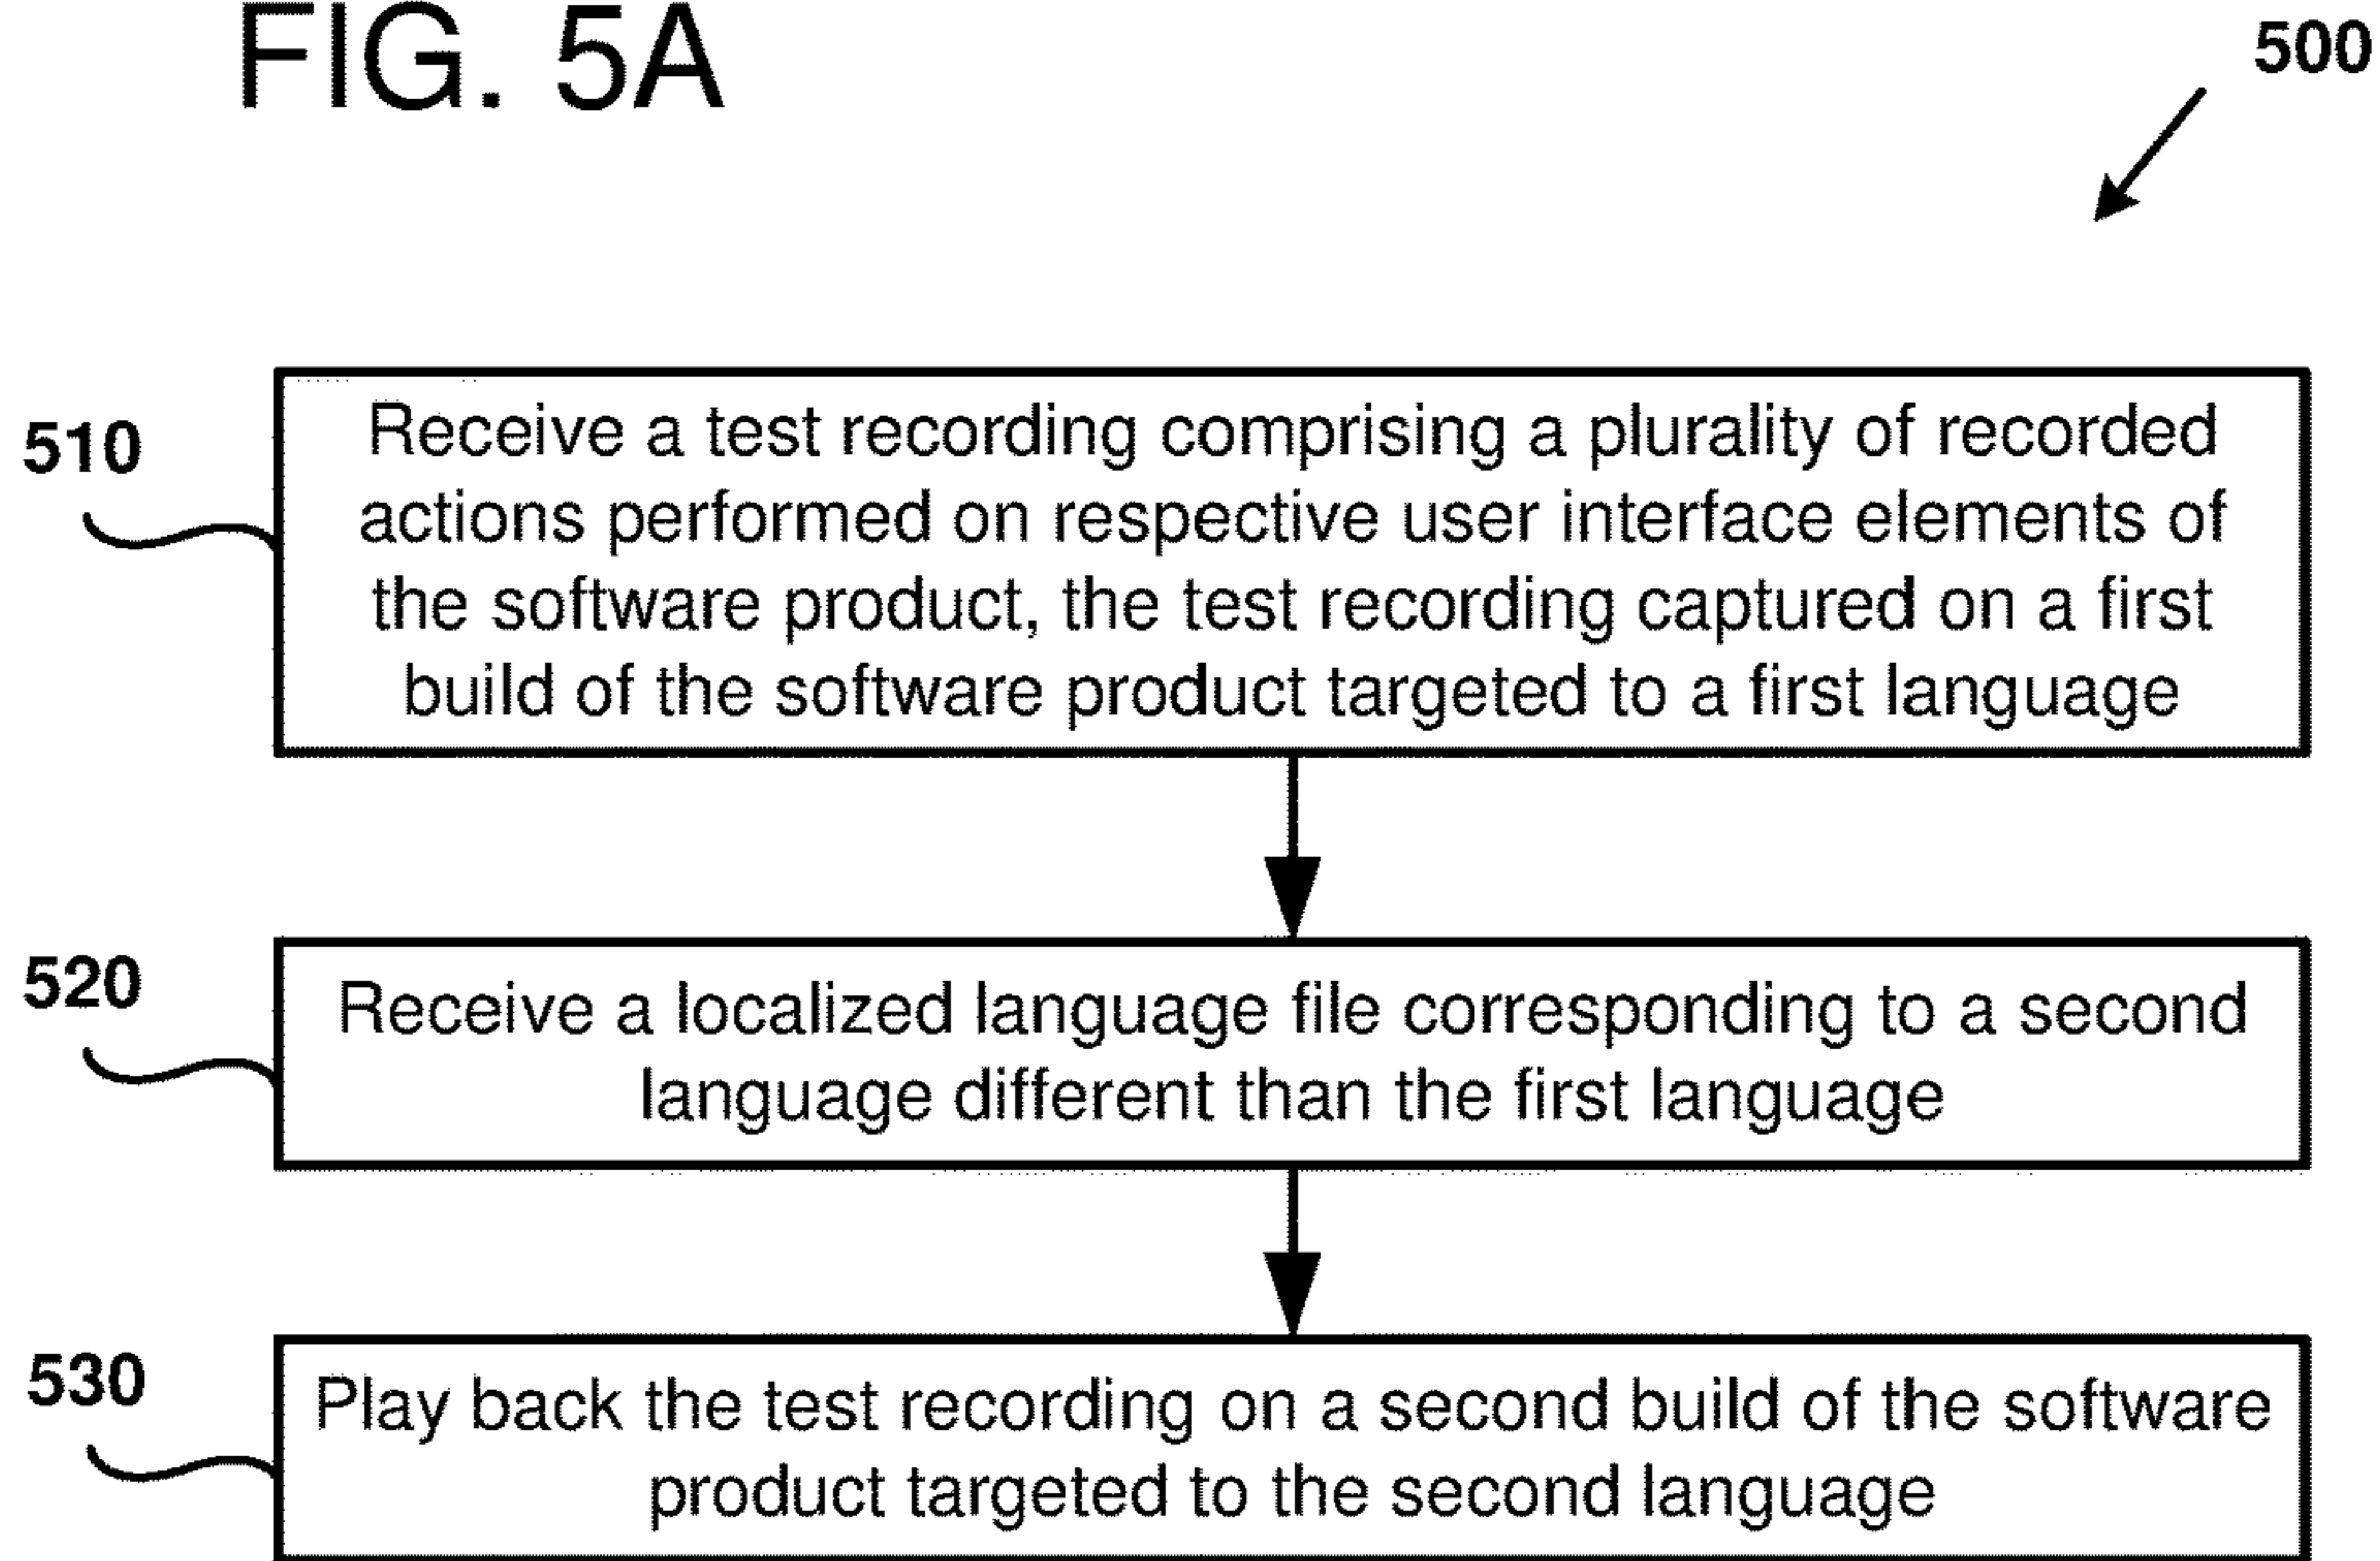 FIG. 5A
500
510
Receive a test recording comprising a plurality of recorded
actions performed on respective user interface elements of
the software product, the test recording captured on a first
build of the software product targeted to a first language
520
Receive a localized language file corresponding to a second
language different than the first language
530
Play back the test recording on a second build of the software
product targeted to the second language